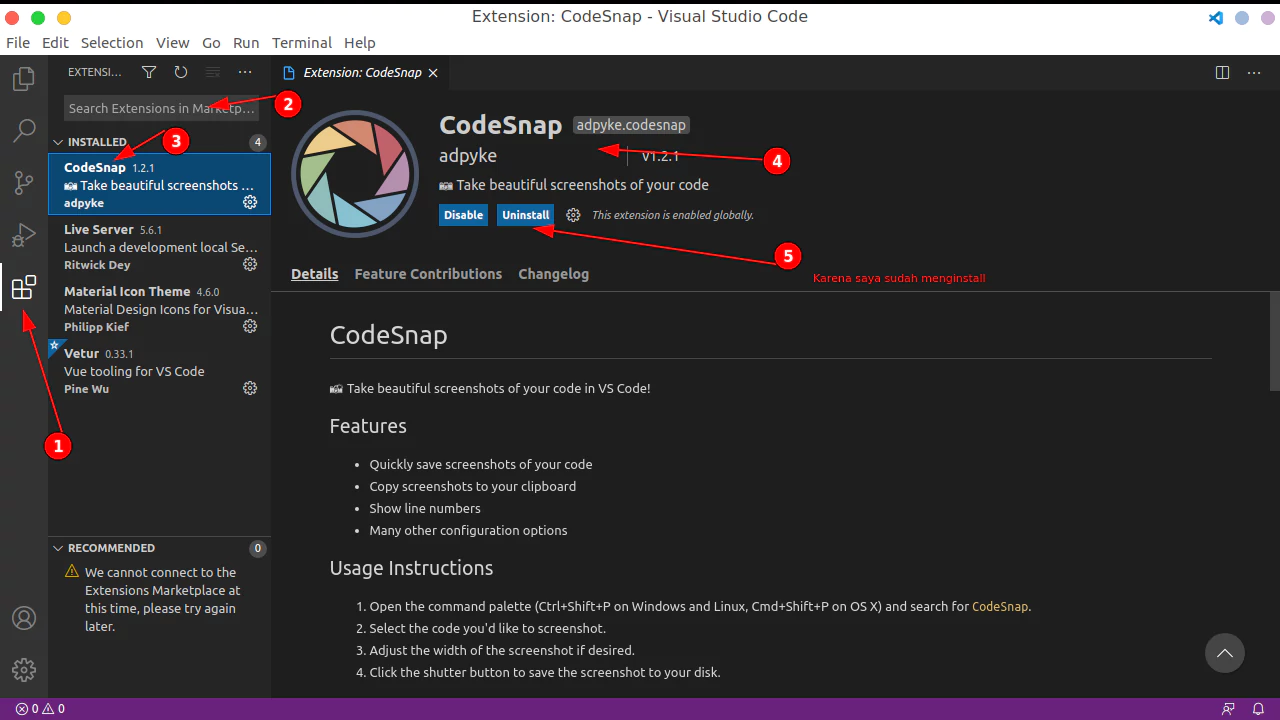 Extension: CodeSnap - Visual Studio Code
File Edit Selection View Go Run Terminal Help
EXTENSI...
Search Extensions in Marketp...
2
INSTALLED 4
3
CodeSnap 1.2.1
Take beautiful screenshots ...
adpyke
Live Server 5.6.1
Launch a development local Se...
Ritwick Dey
Material Icon Theme 4.6.0
Material Design Icons for Visua...
Philipp Kief
Vetur 0.33.1
Vue tooling for VS Code
Pine Wu
1
RECOMMENDED 0
We cannot connect to the
Extensions Marketplace at
this time, please try again
later.
Extension: CodeSnap
CodeSnap adpyke.codesnap
adpyke v1.2.1
4
Take beautiful screenshots of your code
Disable Uninstall This extension is enabled globally.
5
Karena saya sudah menginstall
Details Feature Contributions Changelog
CodeSnap
Take beautiful screenshots of your code in VS Code!
Features
• Quickly save screenshots of your code
• Copy screenshots to your clipboard
• Show line numbers
• Many other configuration options
Usage Instructions
1. Open the command palette (Ctrl+Shift+P on Windows and Linux, Cmd+Shift+P on OS X) and search for CodeSnap.
2. Select the code you'd like to screenshot.
3. Adjust the width of the screenshot if desired.
4. Click the shutter button to save the screenshot to your disk.
0 0